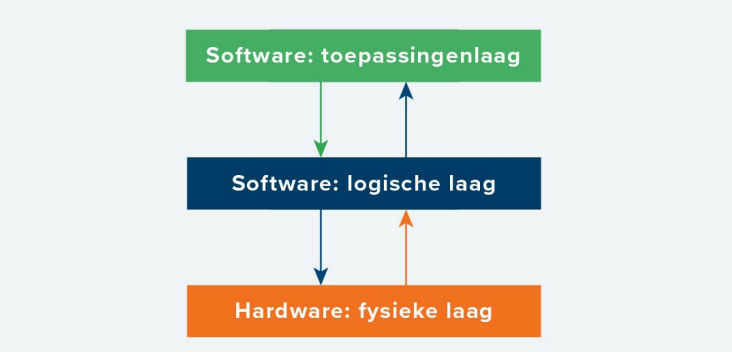 Software: toepassingenlaag
Software: logische laag
Hardware: fysieke laag